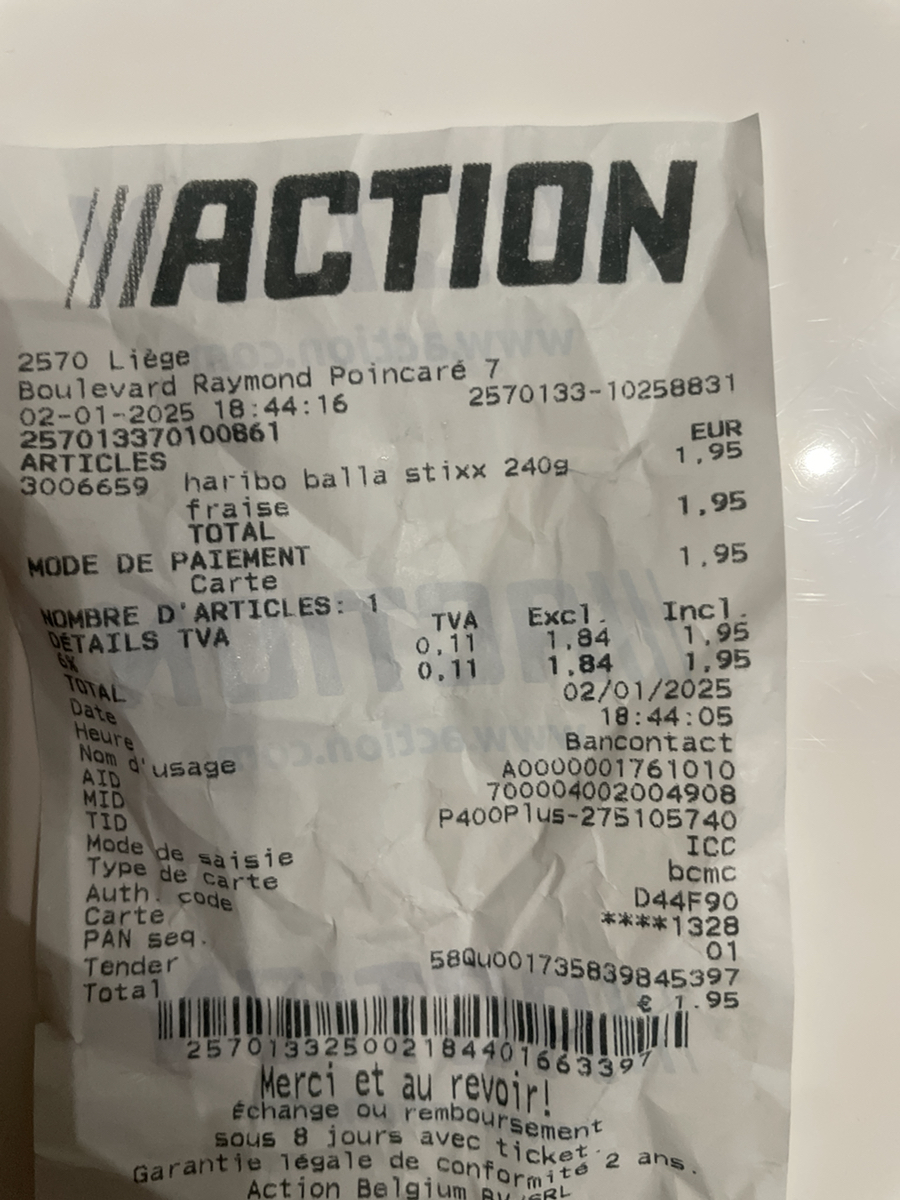 ///ACTION
2570 Liège
Boulevard Raymond Poincaré 7
02-01-2025 18:44:16 2570133-10258831
257013370100861
ARTICLES EUR
3006659 haribo balla stixx 240g 1,95
fraise
TOTAL 1,95
MODE DE PAIEMENT
Carte 1,95
NOMBRE D'ARTICLES: 1
DÉTAILS TVA TVA Excl. Incl.
6% 0,11 1,84 1,95
TOTAL 0,11 1,84 1,95
Date 02/01/2025
Heure 18:44:05
Nom d'usage Bancontact
AID A0000001761010
MID 700004002004908
TID P400Plus-275105740
Mode de saisie ICC
Type de carte bcmc
Auth. code D44F90
Carte ****1328
PAN seq. 01
Tender 58Qu001735839845397
Total € 1.95
257013325002184401663397
Merci et au revoir!
Échange ou remboursement
sous 8 jours avec ticket.
Garantie légale de conformité 2 ans.
Action Belgium